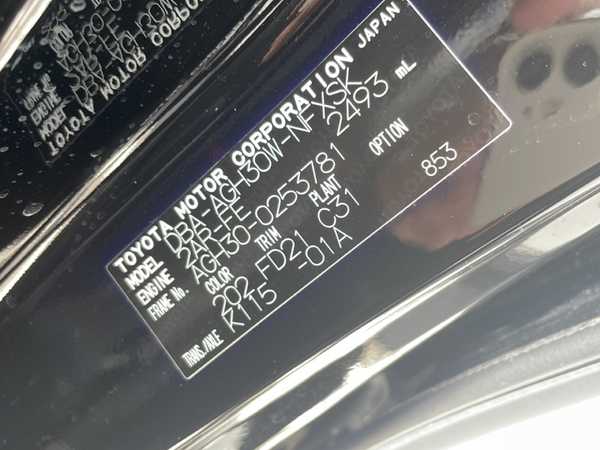 TOYOTA MOTOR CORPORATION JAPAN
MODEL DBA-AGH30W-NFXSK
ENGINE 2AR-FE 2493 mL
FRAME No. AGH30-0253781
COLOR TRIM PLANT OPTION
202 FD21 C31 853
TRANS./AXLE K115 -01A